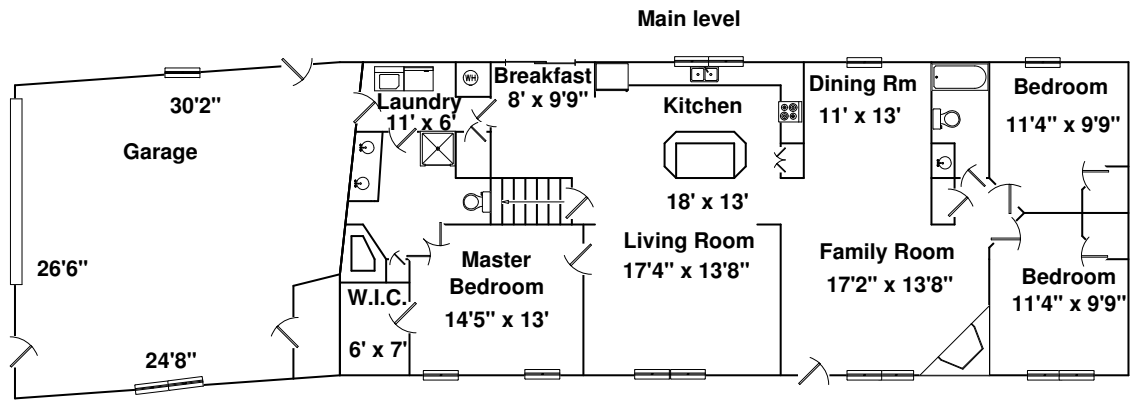 Main level
30'2"
Garage
26'6"
24'8"
Laundry
11' x 6'
WH
Breakfast
8' x 9'9"
Kitchen
18' x 13'
Dining Rm
11' x 13'
Bedroom
11'4" x 9'9"
Master
Bedroom
14'5" x 13'
W.I.C.
6' x 7'
Living Room
17'4" x 13'8"
Family Room
17'2" x 13'8"
Bedroom
11'4" x 9'9"